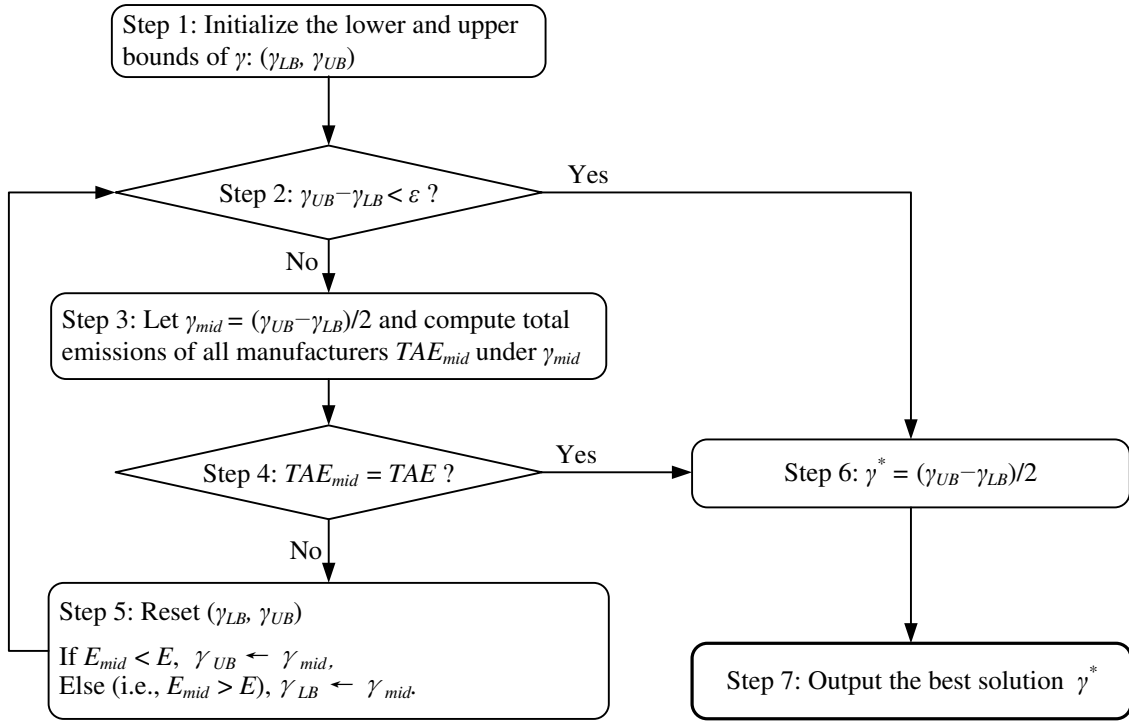 Step 1: Initialize the lower and upper
bounds of γ: (γLB, γUB)
Step 2: γUB−γLB < ε ?
Yes
No
Step 3: Let γmid = (γUB−γLB)/2 and compute total
emissions of all manufacturers TAEmid under γmid
Step 4: TAEmid = TAE ?
Yes
Step 6: γ* = (γUB−γLB)/2
No
Step 5: Reset (γLB, γUB)
If Emid < E, γUB ← γmid,
Else (i.e., Emid > E), γLB ← γmid.
Step 7: Output the best solution γ*